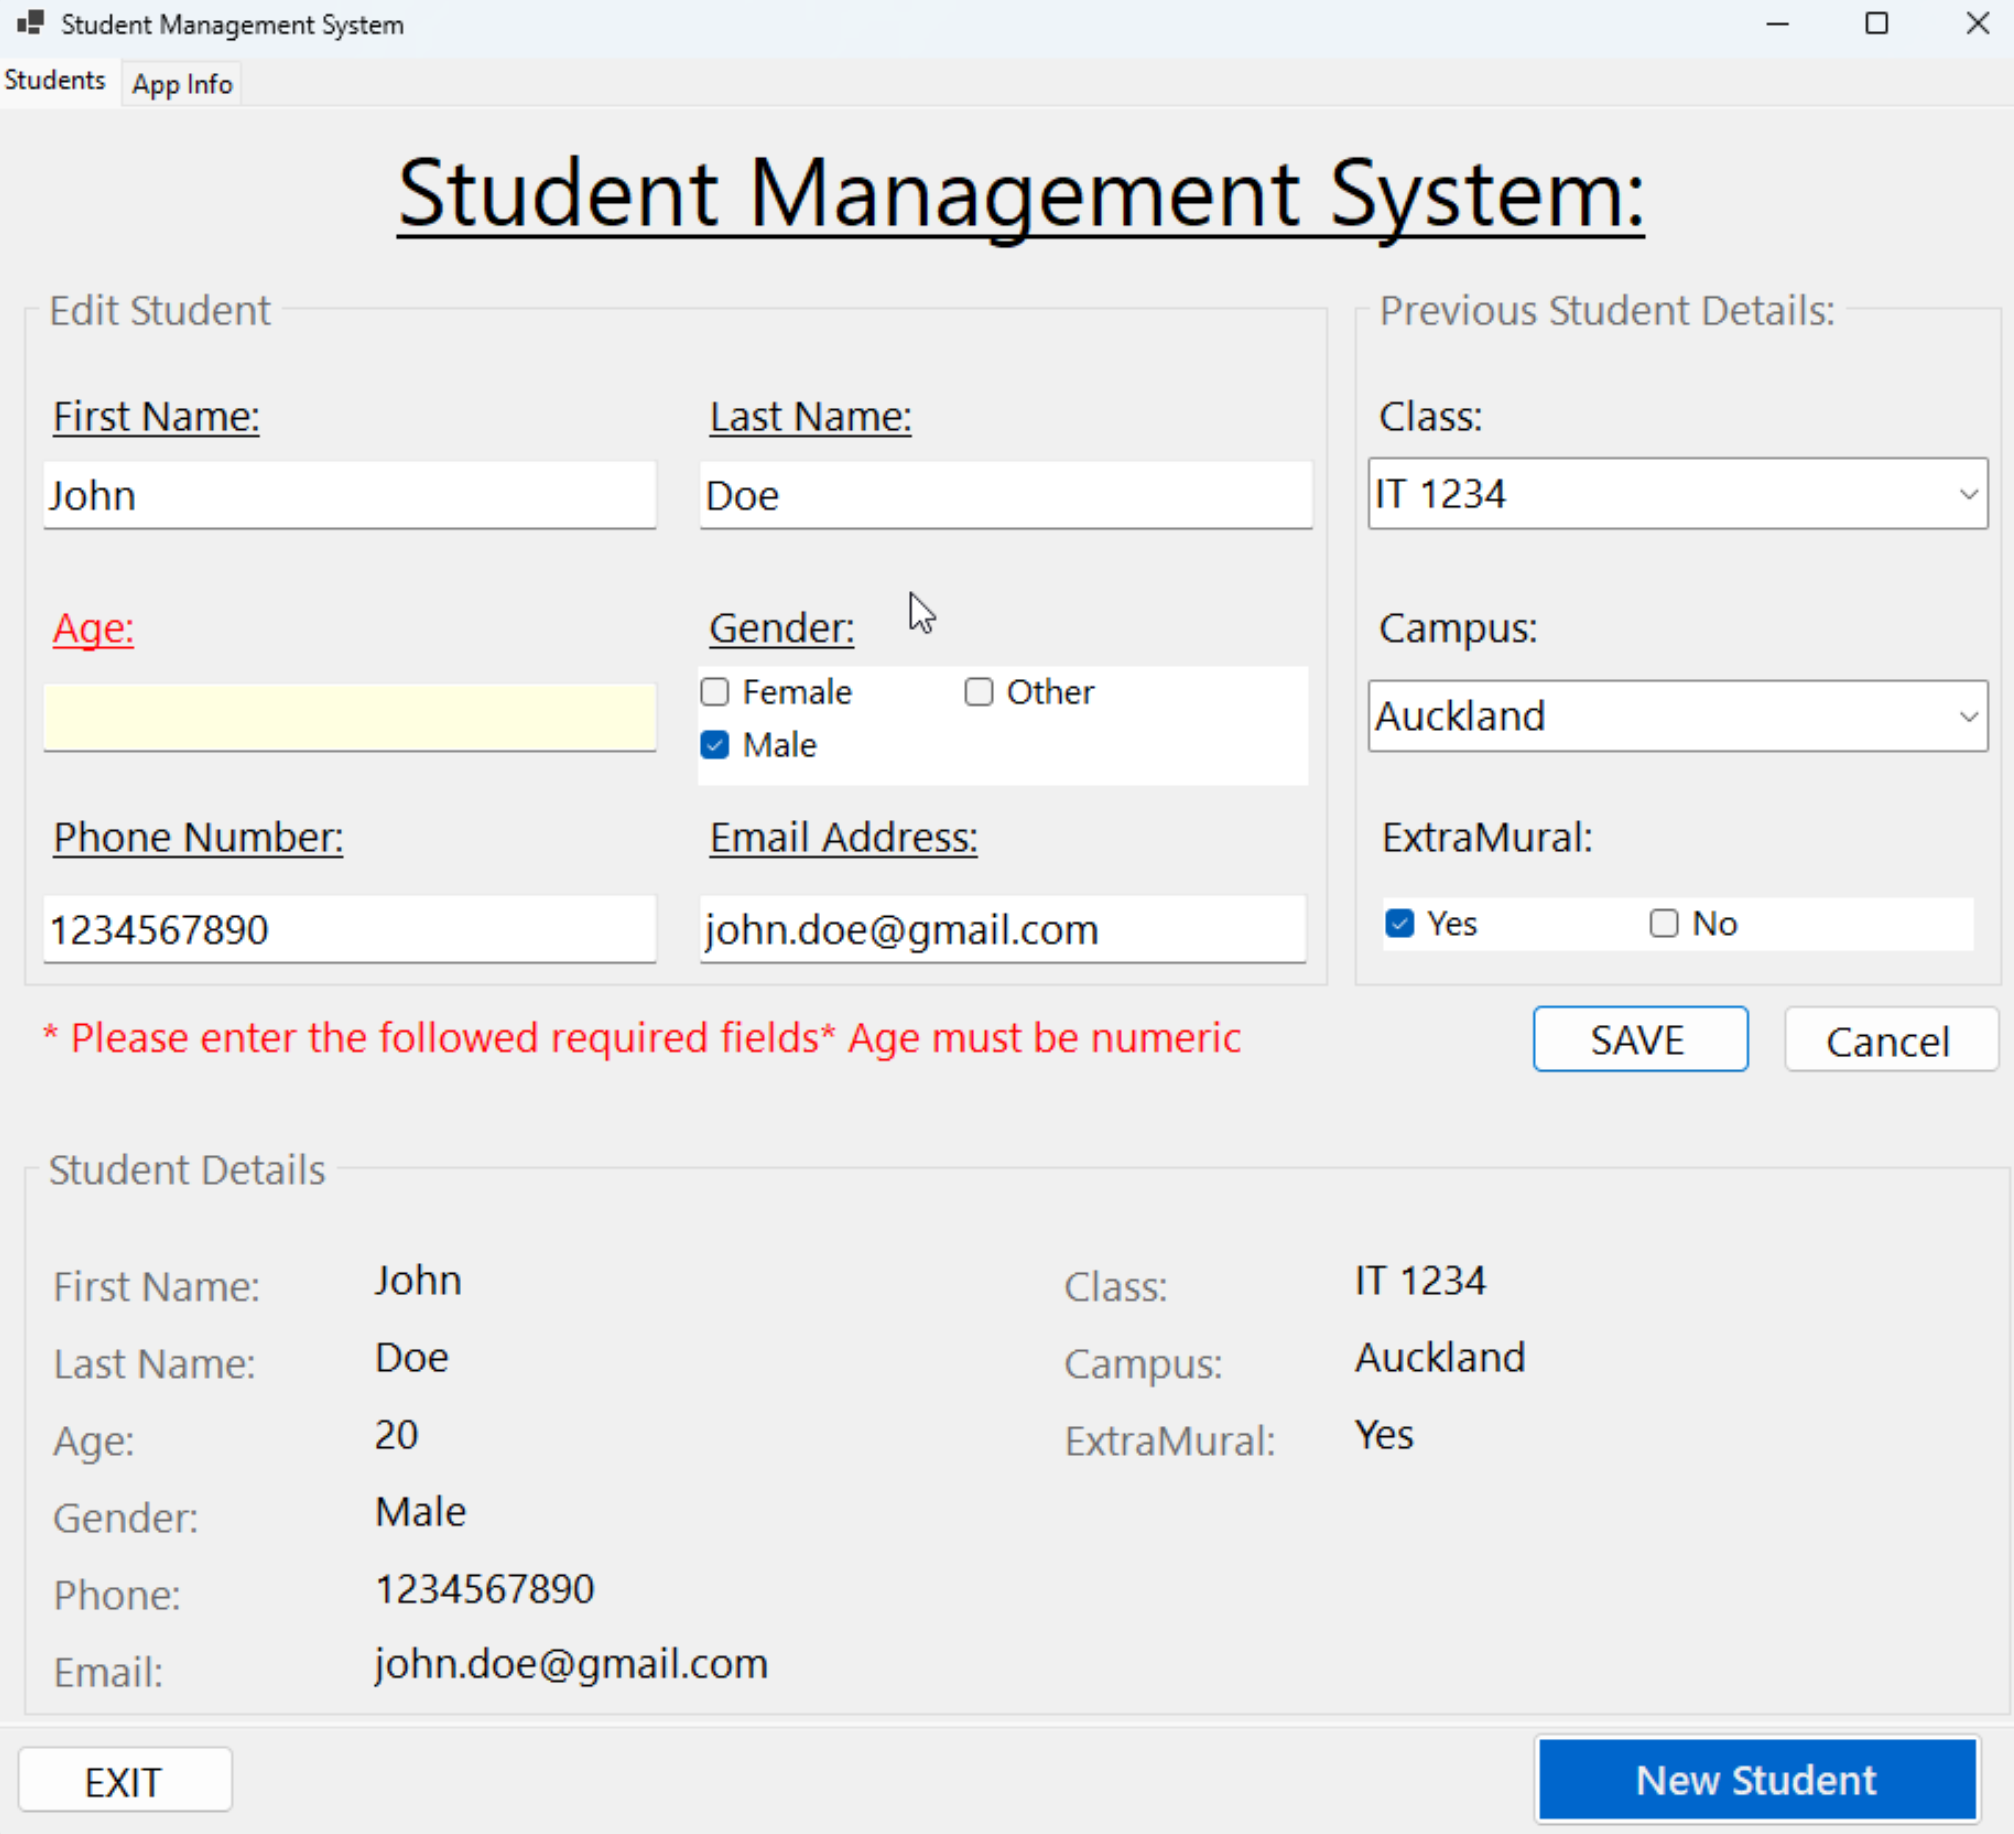 Student Management System
Students App Info
Student Management System:
Edit Student
First Name: Last Name:
John Doe
Age: Gender:
Female Other
Male
Phone Number: Email Address:
1234567890 john.doe@gmail.com
Previous Student Details:
Class:
IT 1234
Campus:
Auckland
ExtraMural:
Yes No
* Please enter the followed required fields* Age must be numeric
SAVE Cancel
Student Details
First Name: John Class: IT 1234
Last Name: Doe Campus: Auckland
Age: 20 ExtraMural: Yes
Gender: Male
Phone: 1234567890
Email: john.doe@gmail.com
EXIT New Student